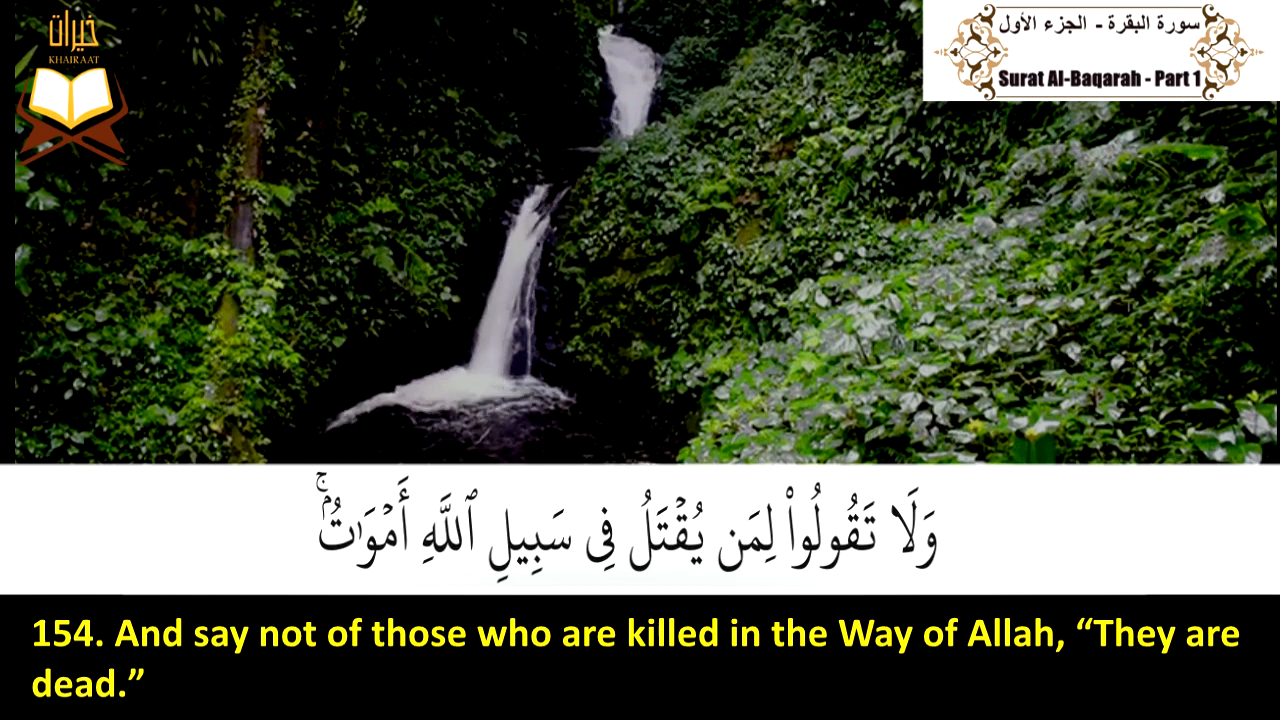 خيرات
KHAIRAAT
سورة البقرة - الجزء الأول
Surat Al-Baqarah - Part 1
وَلَا تَقُولُوا۟ لِمَن يُقْتَلُ فِى سَبِيلِ ٱللَّهِ أَمْوَٰتٌۢ ۚ
154. And say not of those who are killed in the Way of Allah, “They are
dead.”